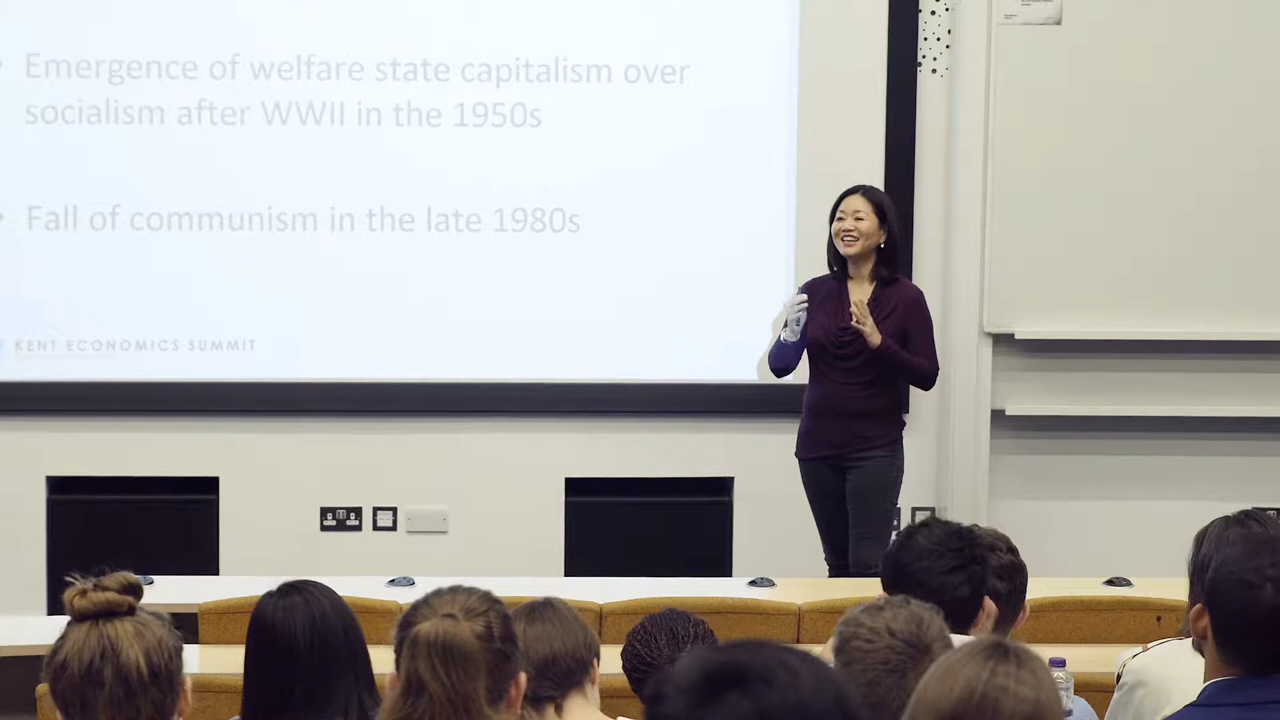 • Emergence of welfare state capitalism over
socialism after WWII in the 1950s
• Fall of communism in the late 1980s
KENT ECONOMICS SUMMIT